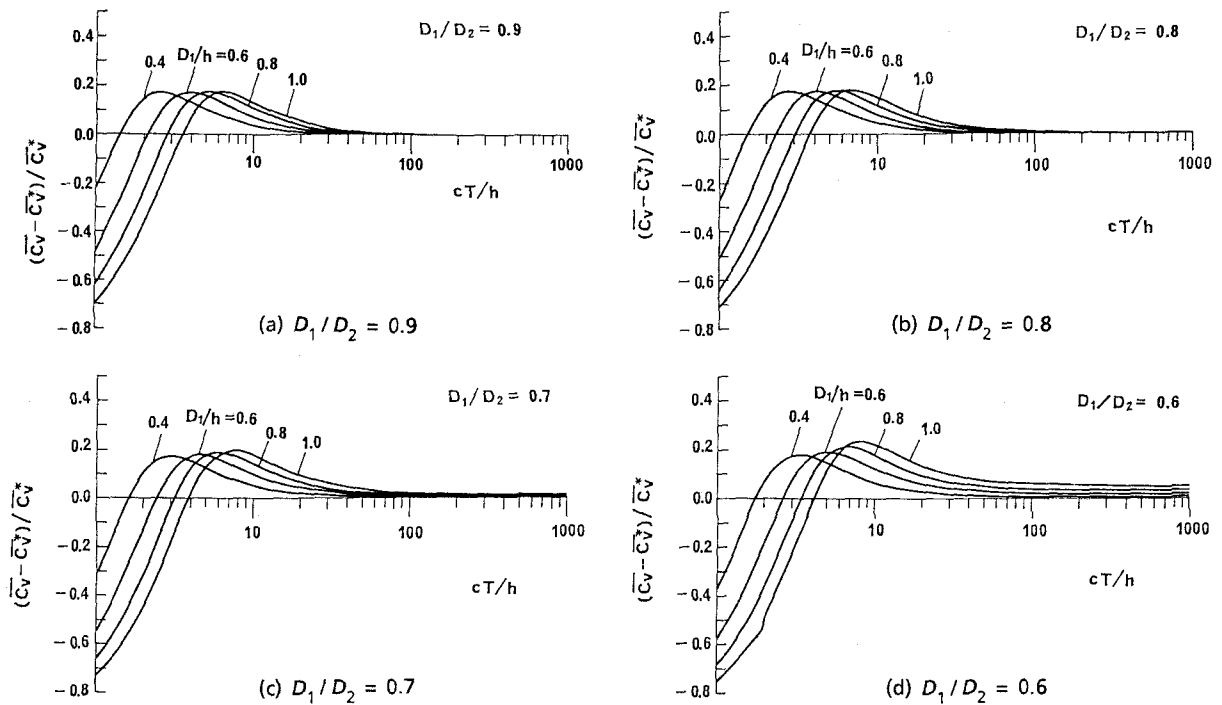 0.4
0.2
0.0
−0.2
−0.4
−0.6
−0.8
(C̅v − C̅v*) / C̅v*
0.4
D1/h = 0.6
0.8
1.0
D1/D2 = 0.9
10
100
1000
cT/h
(a) D1/D2 = 0.9
0.4
0.2
0.0
−0.2
−0.4
−0.6
−0.8
(C̅v − C̅v*) / C̅v*
0.4
D1/h = 0.6
0.8
1.0
D1/D2 = 0.8
10
100
1000
cT/h
(b) D1/D2 = 0.8
0.4
0.2
0.0
−0.2
−0.4
−0.6
−0.8
(C̅v − C̅v*) / C̅v*
0.4
D1/h = 0.6
0.8
1.0
D1/D2 = 0.7
10
100
1000
cT/h
(c) D1/D2 = 0.7
0.4
0.2
0.0
−0.2
−0.4
−0.6
−0.8
(C̅v − C̅v*) / C̅v*
0.4
D1/h = 0.6
0.8
1.0
D1/D2 = 0.6
10
100
1000
cT/h
(d) D1/D2 = 0.6